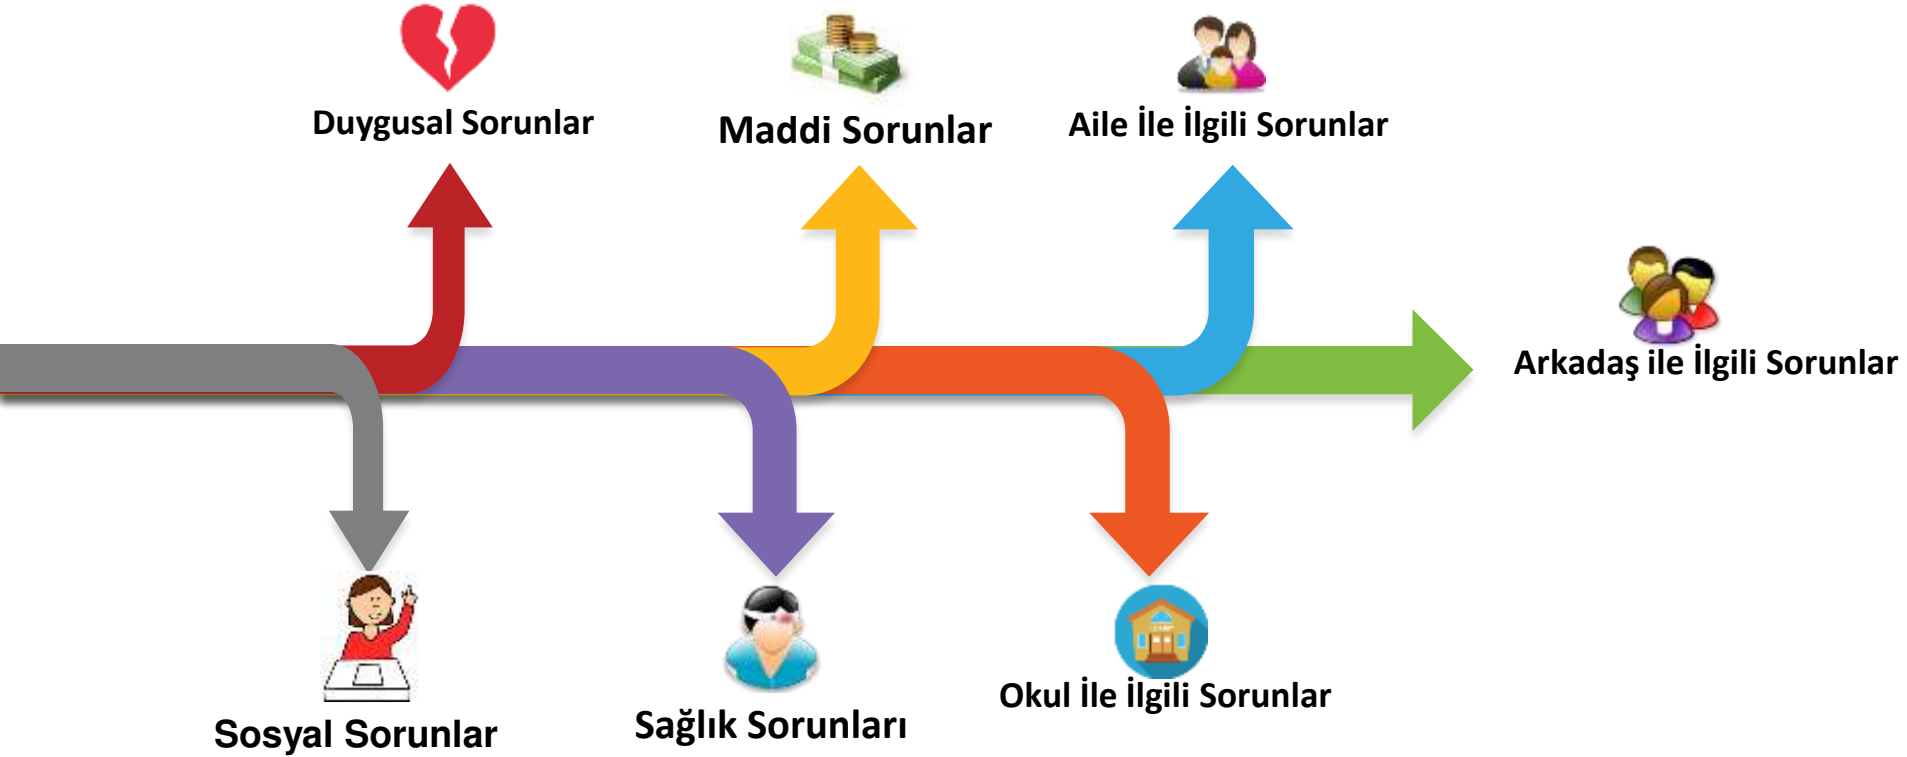 Duygusal Sorunlar
Maddi Sorunlar
Aile İle İlgili Sorunlar
Arkadaş ile İlgili Sorunlar
Sosyal Sorunlar
Sağlık Sorunları
Okul İle İlgili Sorunlar